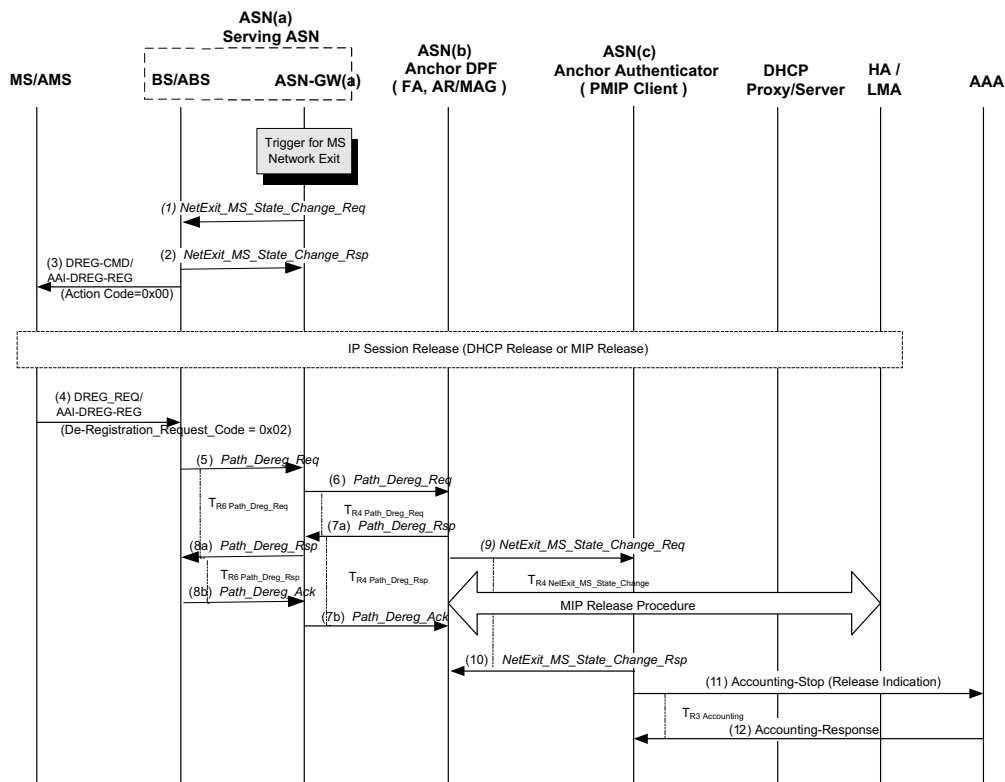 ASN(a)
Serving ASN
ASN(b)
Anchor DPF
( FA, AR/MAG )
ASN(c)
Anchor Authenticator
( PMIP Client )
MS/AMS
BS/ABS
ASN-GW(a)
DHCP
Proxy/Server
HA /
LMA
AAA
Trigger for MS
Network Exit
(1) NetExit_MS_State_Change_Req
(2) NetExit_MS_State_Change_Rsp
(3) DREG-CMD/
AAI-DREG-REG
(Action Code=0x00)
IP Session Release (DHCP Release or MIP Release)
(4) DREG_REQ/
AAI-DREG-REG
(De-Registration_Request_Code = 0x02)
(5) Path_Dereg_Req
(6) Path_Dereg_Req
TR6 Path_Dreg_Req
TR4 Path_Dreg_Req
(7a) Path_Dereg_Rsp
(8a) Path_Dereg_Rsp
(9) NetExit_MS_State_Change_Req
TR6 Path_Dreg_Rsp
TR4 Path_Dreg_Rsp
TR4 NetExit_MS_State_Change
(8b) Path_Dereg_Ack
MIP Release Procedure
(7b) Path_Dereg_Ack
(10) NetExit_MS_State_Change_Rsp
(11) Accounting-Stop (Release Indication)
TR3 Accounting
(12) Accounting-Response